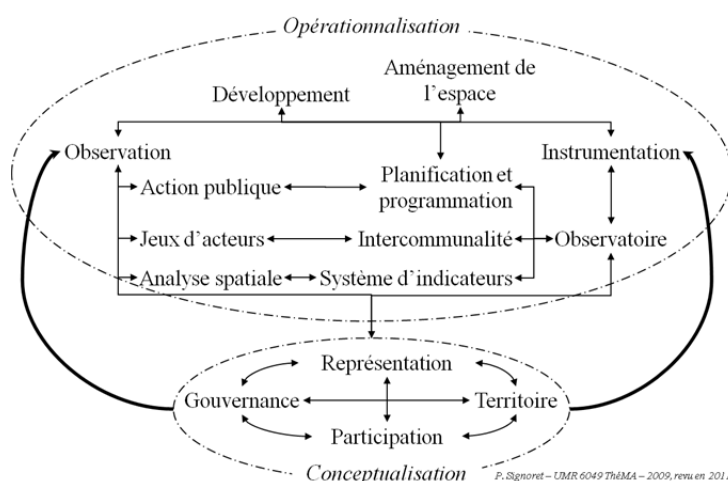 Opérationnalisation
Aménagement de
l'espace
Développement
Observation
Instrumentation
Action publique
Planification et
programmation
Jeux d'acteurs
Intercommunalité
Observatoire
Analyse spatiale
Système d'indicateurs
Représentation
Gouvernance
Territoire
Participation
Conceptualisation
P. Signoret – UMR 6049 ThéMA – 2009, revu en